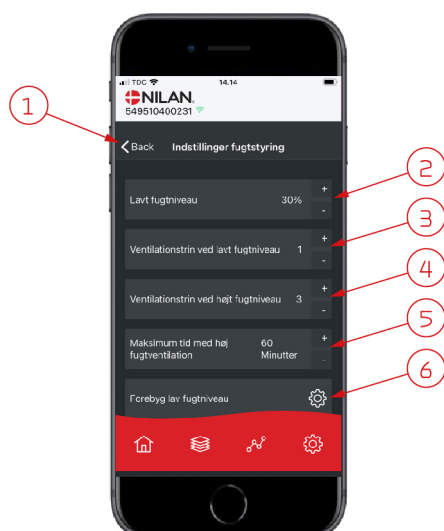 TDC 14.14
NILAN
549510400231
Back Indstillinger fugtstyring
Lavt fugtniveau 30% + -
Ventilationstrin ved lavt fugtniveau 1 + -
Ventilationstrin ved højt fugtniveau 3 + -
Maksimum tid med høj
fugtventilation 60
Minutter + -
Forebyg lav fugtniveau
1
2
3
4
5
6